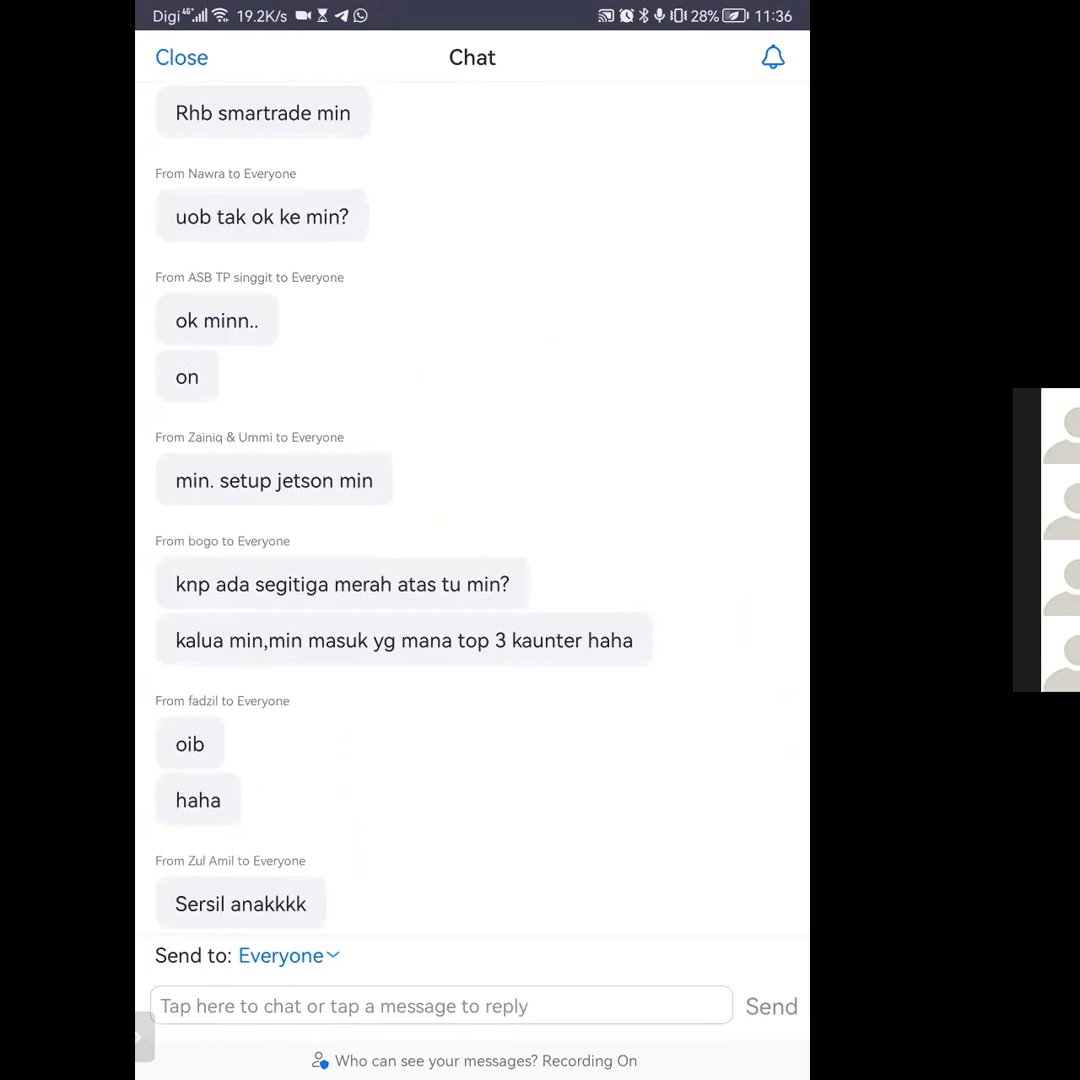 Digi 4G 19.2K/s 28% 11:36
Close Chat
Rhb smartrade min
From Nawra to Everyone
uob tak ok ke min?
From ASB TP singgit to Everyone
ok minn..
on
From Zainiq & Ummi to Everyone
min. setup jetson min
From bogo to Everyone
knp ada segitiga merah atas tu min?
kalua min,min masuk yg mana top 3 kaunter haha
From fadzil to Everyone
oib
haha
From Zul Amil to Everyone
Sersil anakkkk
Send to: Everyone
Tap here to chat or tap a message to reply Send
Who can see your messages? Recording On